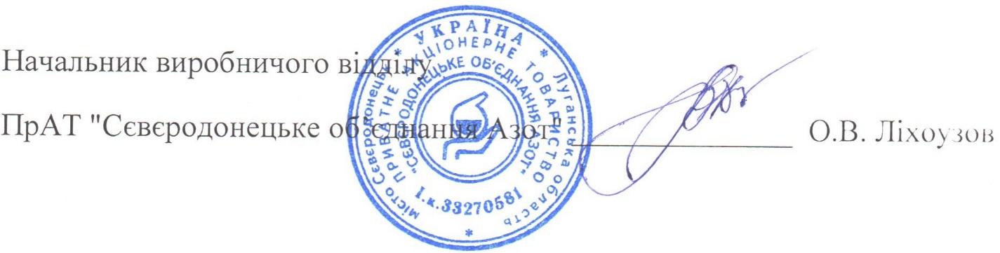 Начальник виробничого відділу
ПрАТ "Сєвєродонецьке об'єднання Азот" ______________ О.В. Ліхоузов
* УКРАЇНА * Луганська область * місто Сєвєродонецьк
ПРИВАТНЕ АКЦІОНЕРНЕ ТОВАРИСТВО
"СЄВЄРОДОНЕЦЬКЕ ОБ'ЄДНАННЯ АЗОТ"
І.к.33270581